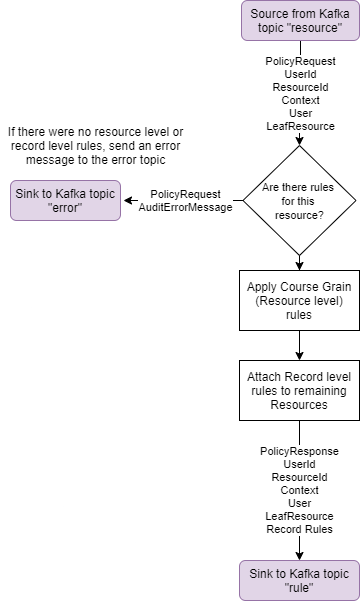 Source from Kafka
topic "resource"
PolicyRequest
UserId
ResourceId
Context
User
LeafResource
If there were no resource level or
record level rules, send an error
message to the error topic
Are there rules
for this
resource?
PolicyRequest
AuditErrorMessage
Sink to Kafka topic
"error"
Apply Course Grain
(Resource level)
rules
Attach Record level
rules to remaining
Resources
PolicyResponse
UserId
ResourceId
Context
User
LeafResource
Record Rules
Sink to Kafka topic
"rule"